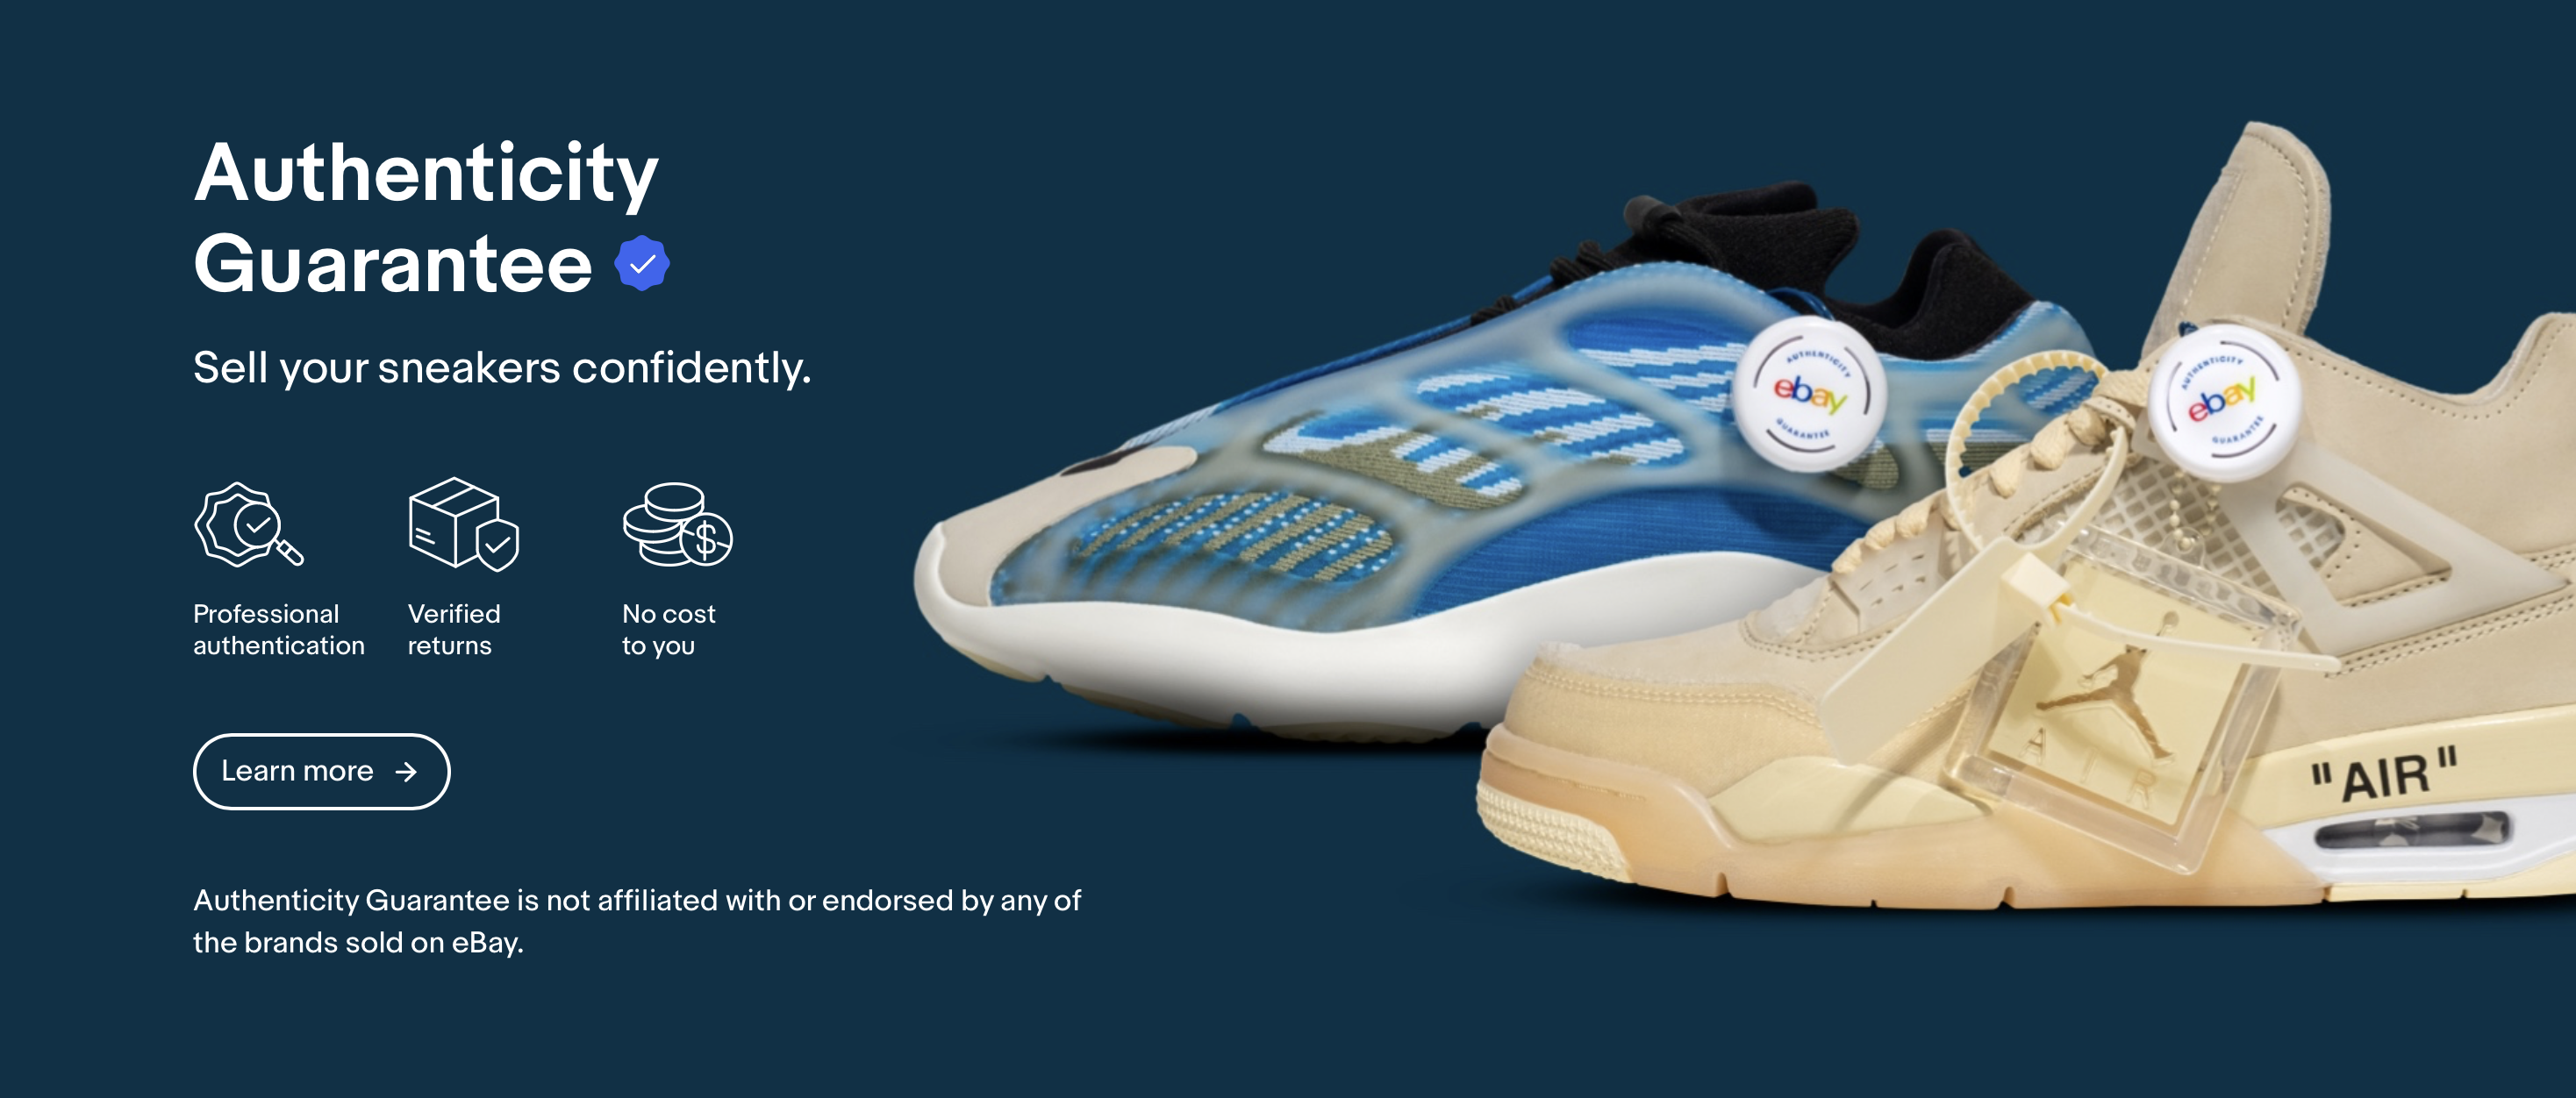 Authenticity
Guarantee
Sell your sneakers confidently.
Professional
authentication
Verified
returns
No cost
to you
Learn more
Authenticity Guarantee is not affiliated with or endorsed by any of
the brands sold on eBay.
AUTHENTICITY
ebay
GUARANTEE
AUTHENTICITY
ebay
GUARANTEE
AIR
"AIR"